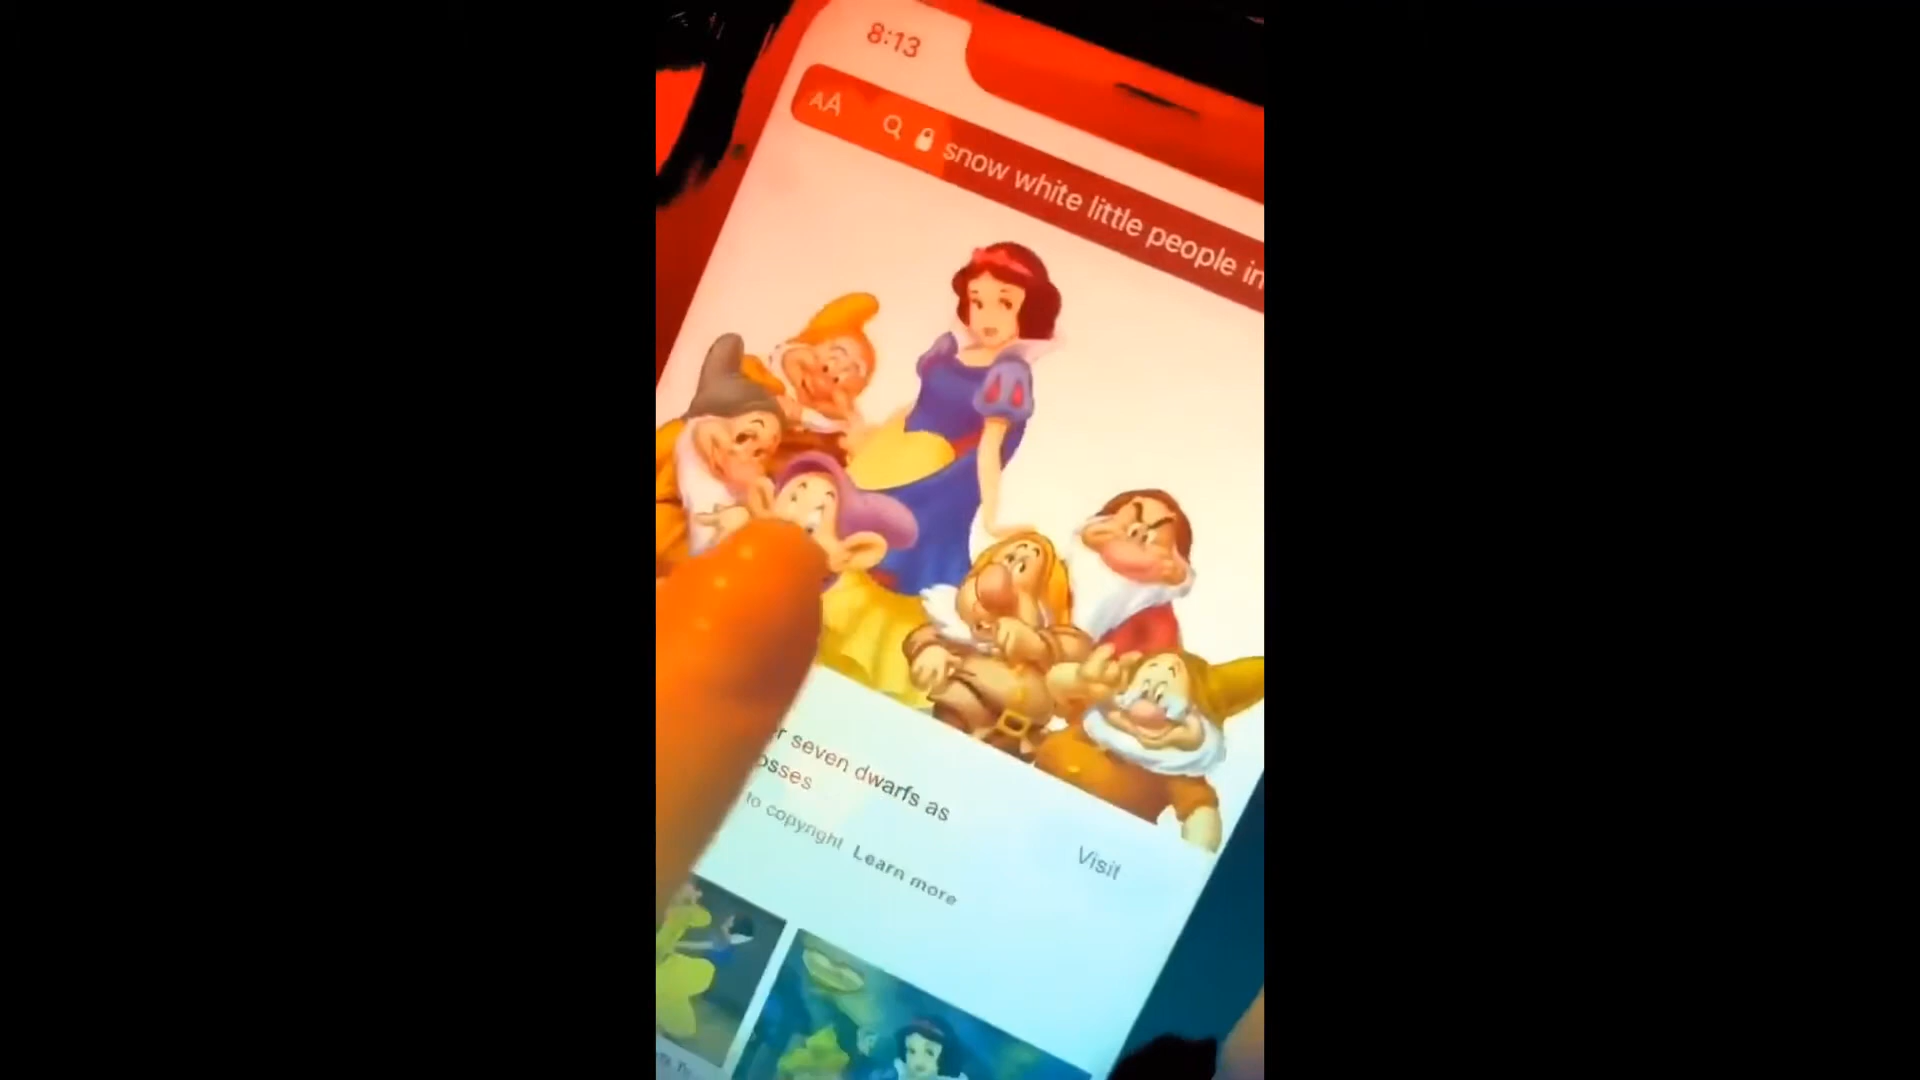 8:13
AA
snow white little people in
r seven dwarfs as
osses
to copyright Learn more
Visit